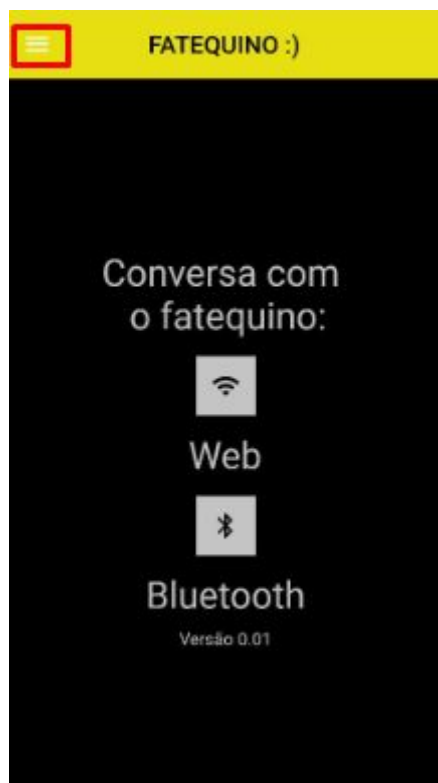 FATEQUINO :)
Conversa com
o fatequino:
Web
Bluetooth
Versão 0.01